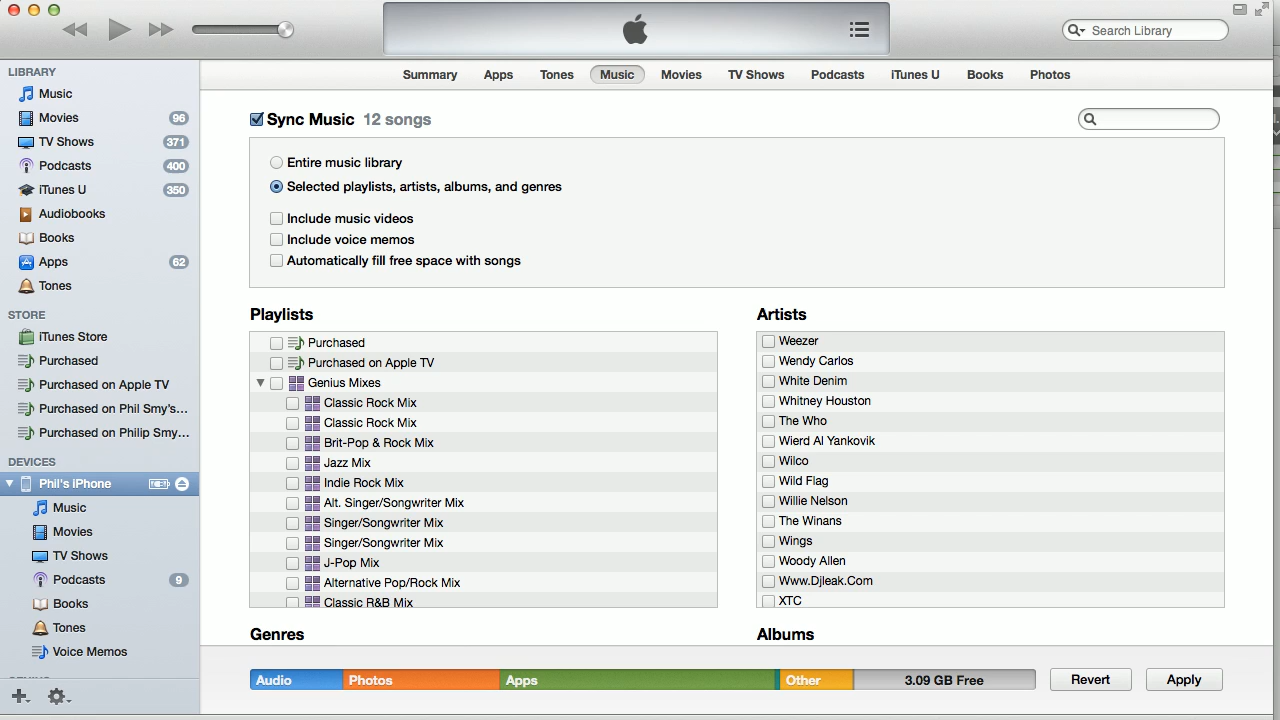 Search Library
LIBRARY
Music
Movies 96
TV Shows 371
Podcasts 400
iTunes U 350
Audiobooks
Books
Apps 62
Tones
STORE
iTunes Store
Purchased
Purchased on Apple TV
Purchased on Phil Smy's...
Purchased on Philip Smy...
DEVICES
Phil's iPhone
Music
Movies
TV Shows
Podcasts 9
Books
Tones
Voice Memos
Summary Apps Tones Music Movies TV Shows Podcasts iTunes U Books Photos
Sync Music 12 songs
Entire music library
Selected playlists, artists, albums, and genres
Include music videos
Include voice memos
Automatically fill free space with songs
Playlists
Purchased
Purchased on Apple TV
Genius Mixes
Classic Rock Mix
Classic Rock Mix
Brit-Pop & Rock Mix
Jazz Mix
Indie Rock Mix
Alt. Singer/Songwriter Mix
Singer/Songwriter Mix
Singer/Songwriter Mix
J-Pop Mix
Alternative Pop/Rock Mix
Classic R&B Mix
Artists
Weezer
Wendy Carlos
White Denim
Whitney Houston
The Who
Wierd Al Yankovik
Wilco
Wild Flag
Willie Nelson
The Winans
Wings
Woody Allen
Www.Djleak.Com
XTC
Genres
Albums
Audio Photos Apps Other 3.09 GB Free
Revert Apply